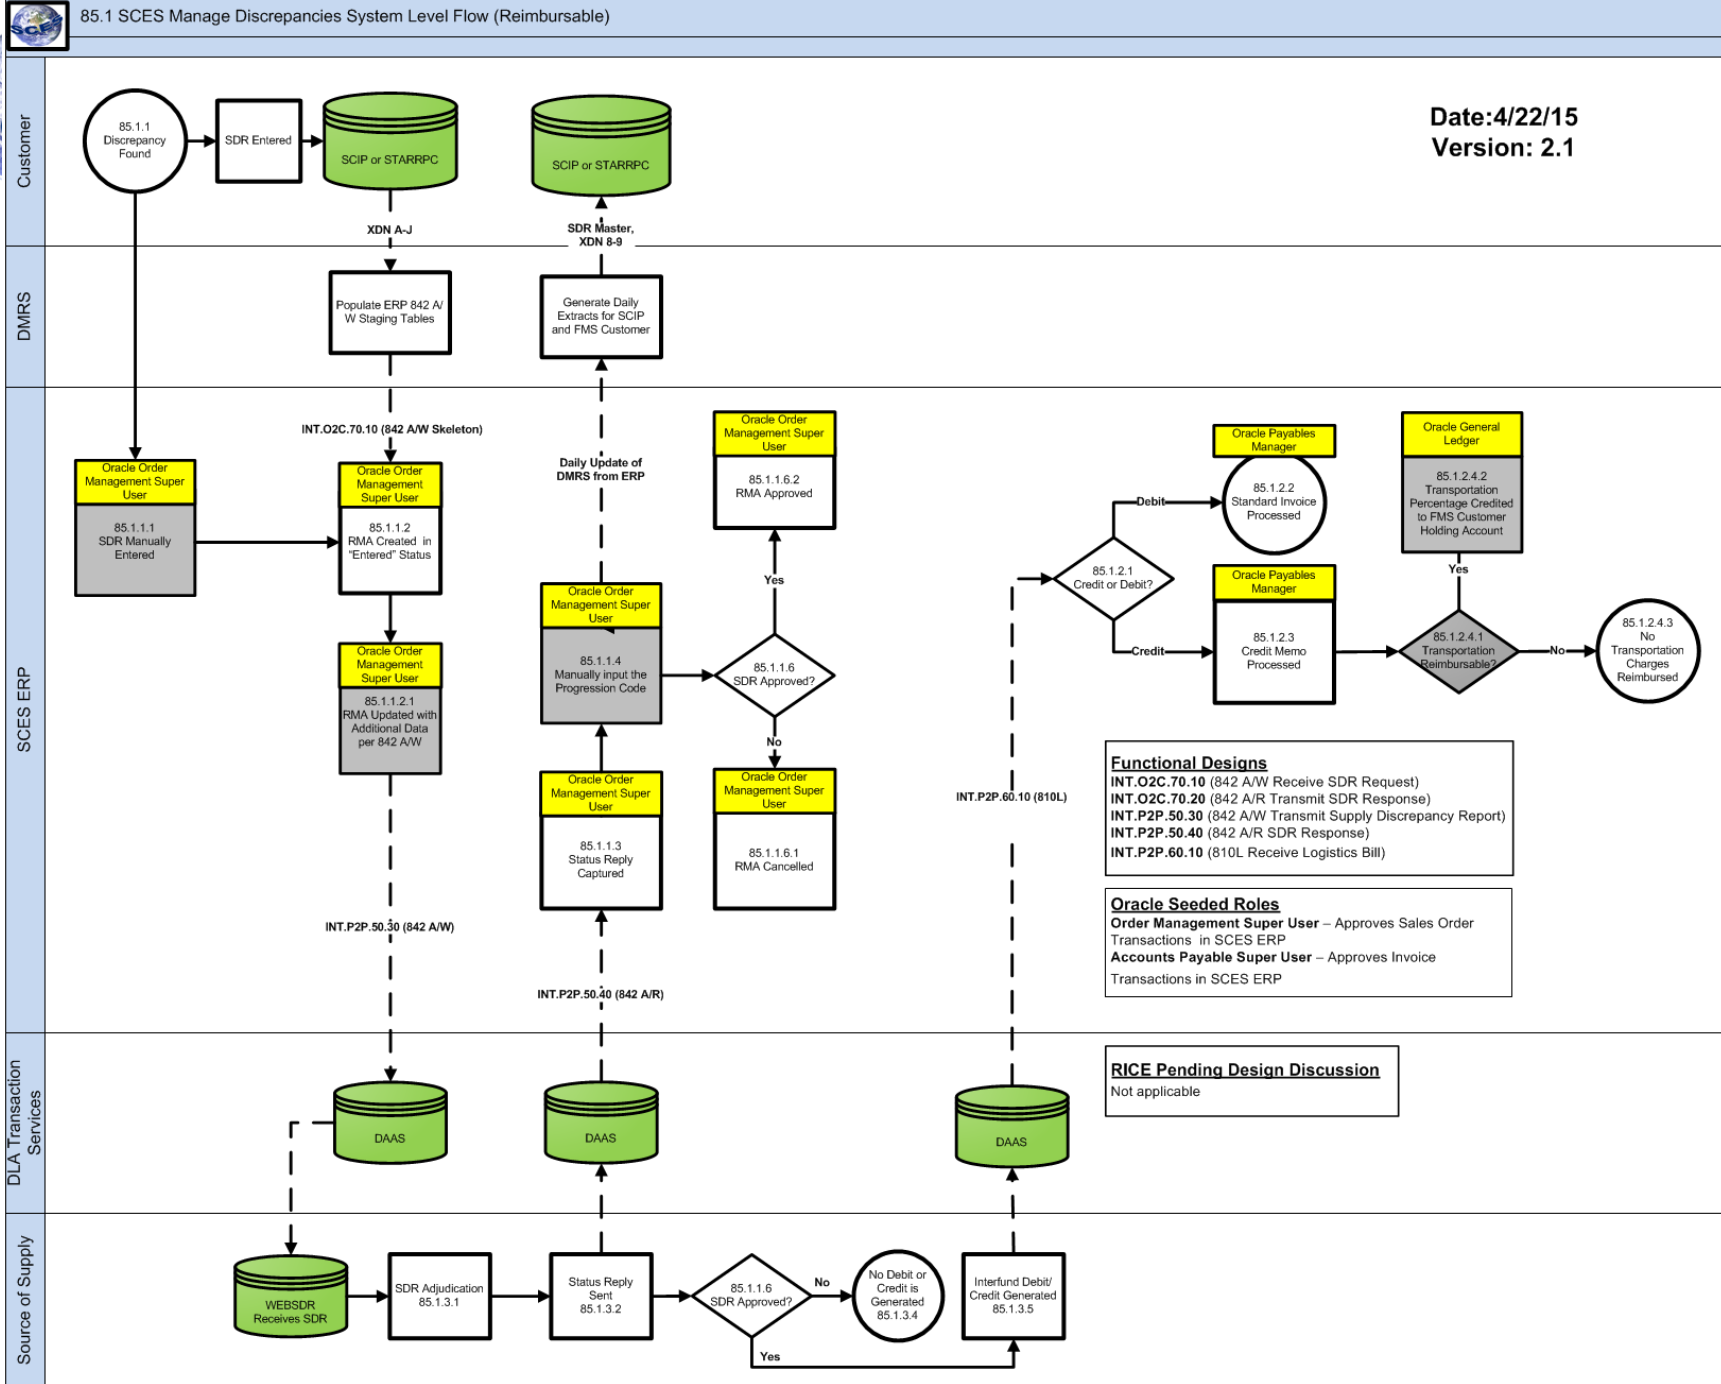 85.1 SCES Manage Discrepancies System Level Flow (Reimbursable)
SCES
Customer
85.1.1
Discrepancy
Found
SDR Entered
SCIP or STARRPC
SCIP or STARRPC
Date:4/22/15
Version: 2.1
XDN A-J
SDR Master,
XDN 8-9
DMRS
Populate ERP 842 A/
W Staging Tables
Generate Daily
Extracts for SCIP
and FMS Customer
SCES ERP
INT.O2C.70.10 (842 A/W Skeleton)
Daily Update of
DMRS from ERP
Oracle Order
Management Super
User
85.1.1.1
SDR Manually
Entered
Oracle Order
Management
Super User
85.1.1.2
RMA Created in
"Entered" Status
Oracle Order
Management
Super User
85.1.1.2.1
RMA Updated with
Additional Data
per 842 A/W
INT.P2P.50.30 (842 A/W)
Oracle Order
Management Super
User
85.1.1.4
Manually input the
Progression Code
Oracle Order
Management Super
User
85.1.1.3
Status Reply
Captured
INT.P2P.50.40 (842 A/R)
Oracle Order
Management Super
User
85.1.1.6.2
RMA Approved
Yes
85.1.1.6
SDR Approved?
No
Oracle Order
Management Super
User
85.1.1.6.1
RMA Cancelled
INT.P2P.60.10 (810L)
85.1.2.1
Credit or Debit?
Debit
Credit
Oracle Payables
Manager
85.1.2.2
Standard Invoice
Processed
Oracle Payables
Manager
85.1.2.3
Credit Memo
Processed
Oracle General
Ledger
85.1.2.4.2
Transportation
Percentage Credited
to FMS Customer
Holding Account
Yes
85.1.2.4.1
Transportation
Reimbursable?
No
85.1.2.4.3
No
Transportation
Charges
Reimbursed
Functional Designs
INT.O2C.70.10 (842 A/W Receive SDR Request)
INT.O2C.70.20 (842 A/R Transmit SDR Response)
INT.P2P.50.30 (842 A/W Transmit Supply Discrepancy Report)
INT.P2P.50.40 (842 A/R SDR Response)
INT.P2P.60.10 (810L Receive Logistics Bill)
Oracle Seeded Roles
Order Management Super User – Approves Sales Order
Transactions in SCES ERP
Accounts Payable Super User – Approves Invoice
Transactions in SCES ERP
DLA Transaction
Services
DAAS
DAAS
DAAS
RICE Pending Design Discussion
Not applicable
Source of Supply
WEBSDR
Receives SDR
SDR Adjudication
85.1.3.1
Status Reply
Sent
85.1.3.2
85.1.1.6
SDR Approved?
No
Yes
No Debit or
Credit is
Generated
85.1.3.4
Interfund Debit/
Credit Generated
85.1.3.5